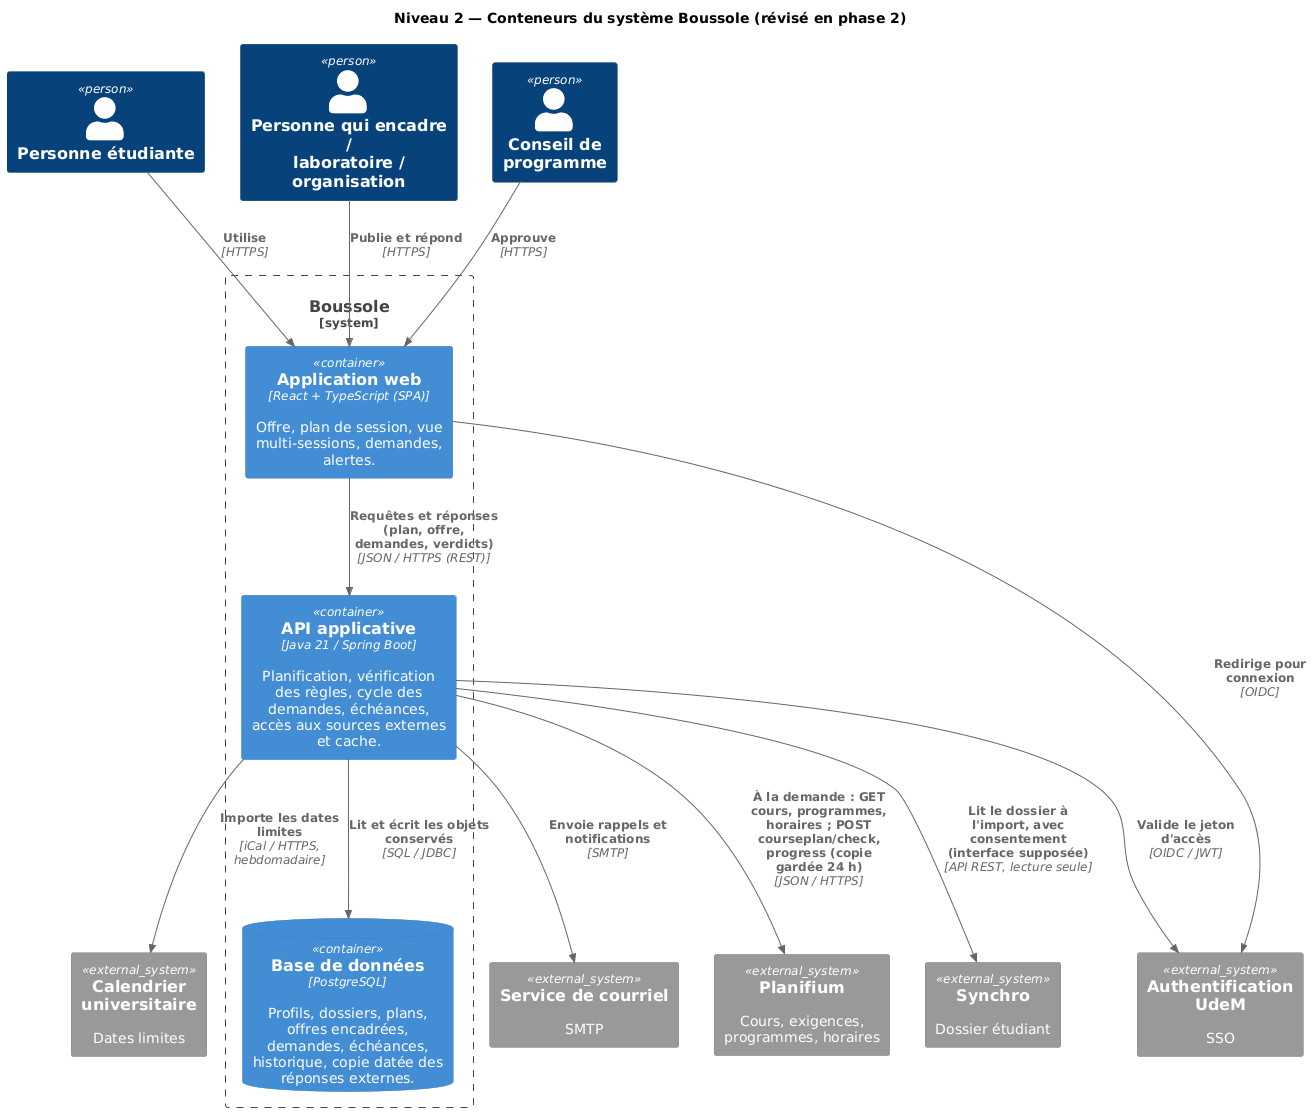 Niveau 2 — Conteneurs du système Boussole (révisé en phase 2)
«person»
Personne étudiante
«person»
Personne qui encadre
/
laboratoire /
organisation
«person»
Conseil de
programme
Utilise
[HTTPS]
Publie et répond
[HTTPS]
Approuve
[HTTPS]
Boussole
[system]
«container»
Application web
[React + TypeScript (SPA)]
Offre, plan de session, vue
multi-sessions, demandes,
alertes.
Requêtes et réponses
(plan, offre,
demandes, verdicts)
[JSON / HTTPS (REST)]
Redirige pour
connexion
[OIDC]
«container»
API applicative
[Java 21 / Spring Boot]
Planification, vérification
des règles, cycle des
demandes, échéances,
accès aux sources externes
et cache.
Importe les dates
limites
[iCal / HTTPS,
hebdomadaire]
Lit et écrit les objets
conservés
[SQL / JDBC]
Envoie rappels et
notifications
[SMTP]
À la demande : GET
cours, programmes,
horaires ; POST
courseplan/check,
progress (copie
gardée 24 h)
[JSON / HTTPS]
Lit le dossier à
l'import, avec
consentement
(interface supposée)
[API REST, lecture seule]
Valide le jeton
d'accès
[OIDC / JWT]
«external_system»
Calendrier
universitaire
Dates limites
«container»
Base de données
[PostgreSQL]
Profils, dossiers, plans,
offres encadrées,
demandes, échéances,
historique, copie datée des
réponses externes.
«external_system»
Service de courriel
SMTP
«external_system»
Planifium
Cours, exigences,
programmes, horaires
«external_system»
Synchro
Dossier étudiant
«external_system»
Authentification
UdeM
SSO